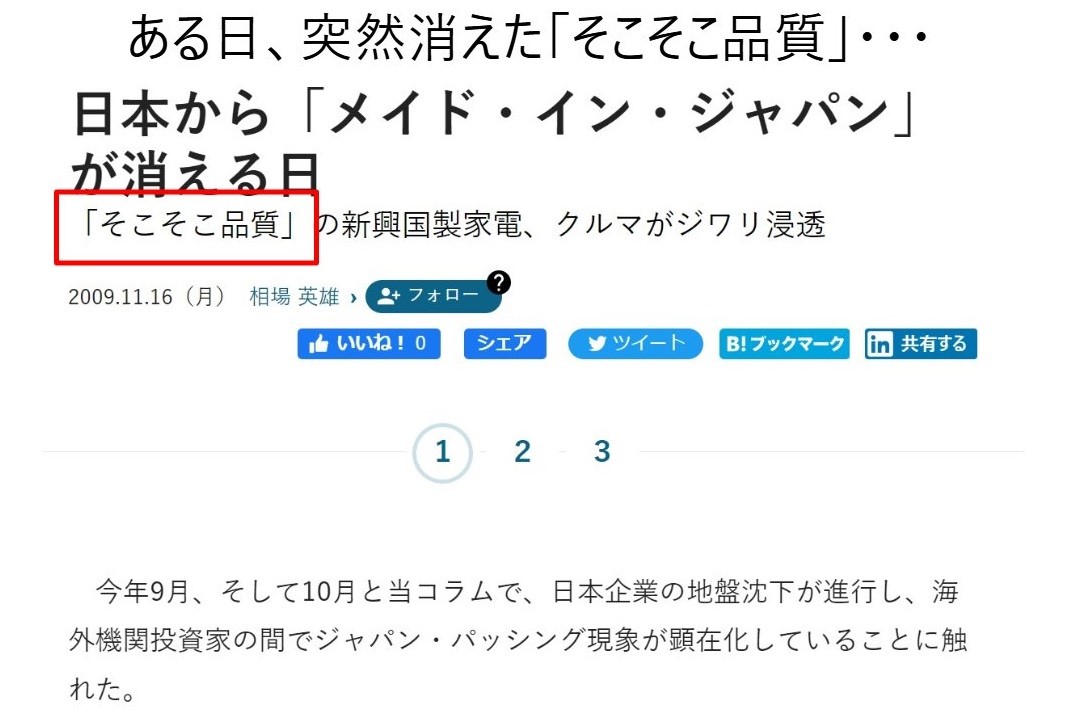 ある日、突然消えた「そこそこ品質」･･･
日本から「メイド・イン・ジャパン」
が消える日
「そこそこ品質」の新興国製家電、クルマがジワリ浸透
2009.11.16（月） 相場 英雄 › フォロー ?
いいね！ 0 シェア ツイート B!ブックマーク in 共有する
1 2 3
今年9月、そして10月と当コラムで、日本企業の地盤沈下が進行し、海
外機関投資家の間でジャパン・パッシング現象が顕在化していることに触
れた。